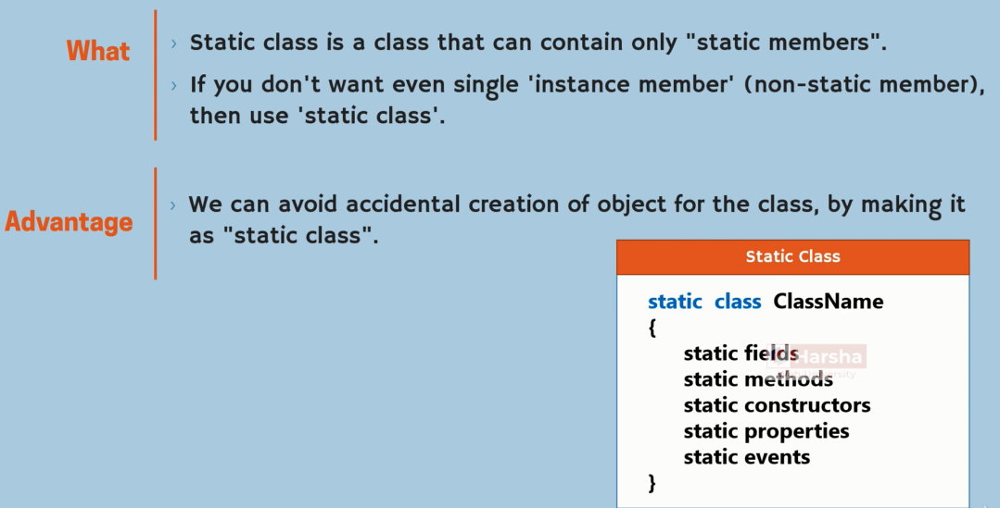 What
› Static class is a class that can contain only "static members".
› If you don't want even single 'instance member' (non-static member),
then use 'static class'.
Advantage
› We can avoid accidental creation of object for the class, by making it
as "static class".
Static Class
static class ClassName
{
static fields
static methods
static constructors
static properties
static events
}
Harsha